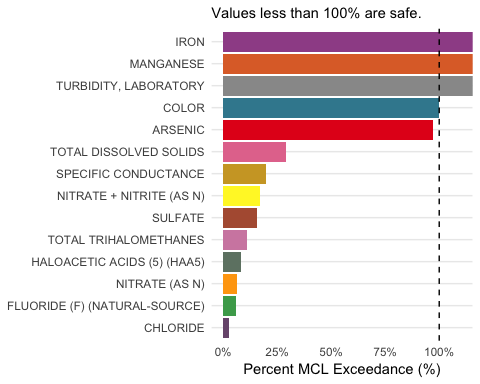 Values less than 100% are safe.
IRON
MANGANESE
TURBIDITY, LABORATORY
COLOR
ARSENIC
TOTAL DISSOLVED SOLIDS
SPECIFIC CONDUCTANCE
NITRATE + NITRITE (AS N)
SULFATE
TOTAL TRIHALOMETHANES
HALOACETIC ACIDS (5) (HAA5)
NITRATE (AS N)
FLUORIDE (F) (NATURAL-SOURCE)
CHLORIDE
0% 25% 50% 75% 100%
Percent MCL Exceedance (%)